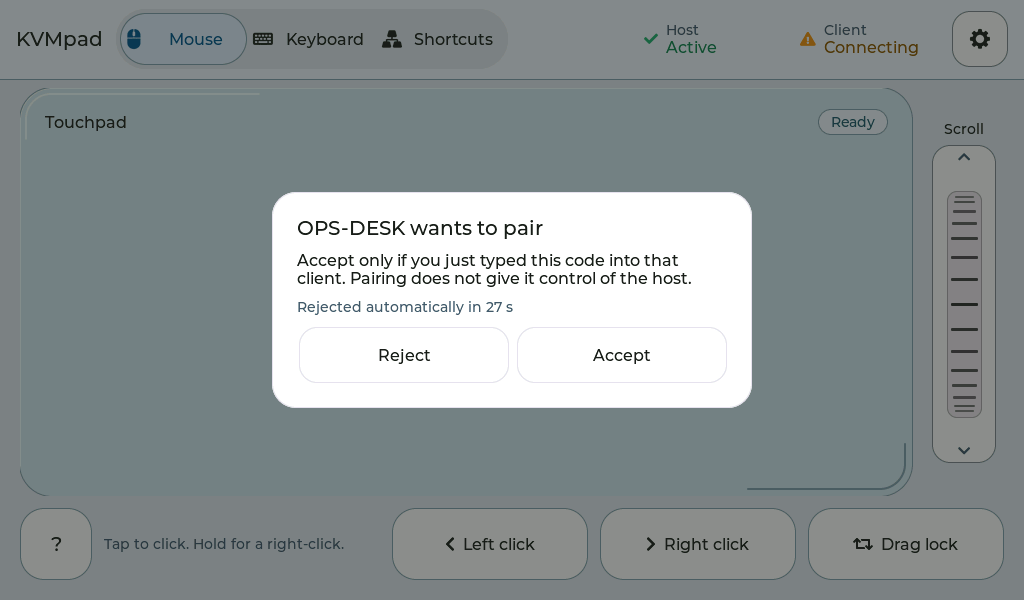 KVMpad
Mouse
Keyboard
Shortcuts
Host
Active
Client
Connecting
Touchpad
Ready
Scroll
OPS-DESK wants to pair
Accept only if you just typed this code into that
client. Pairing does not give it control of the host.
Rejected automatically in 27 s
Reject
Accept
?
Tap to click. Hold for a right-click.
Left click
Right click
Drag lock